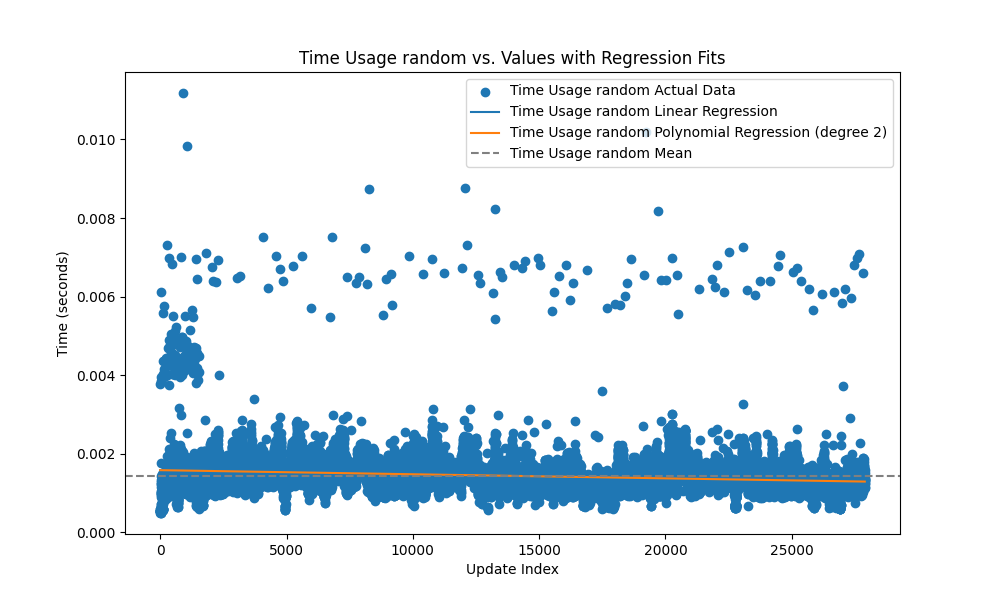 Time Usage random vs. Values with Regression Fits
Time Usage random Actual Data
Time Usage random Linear Regression
Time Usage random Polynomial Regression (degree 2)
Time Usage random Mean
0.010
0.008
0.006
0.004
0.002
0.000
Time (seconds)
0 5000 10000 15000 20000 25000
Update Index